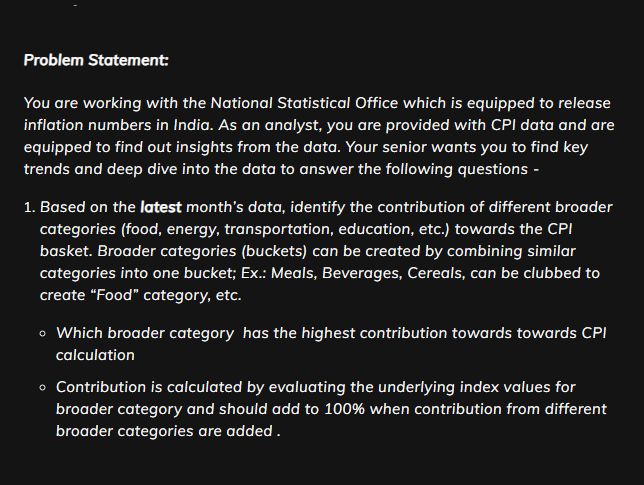 Problem Statement:
You are working with the National Statistical Office which is equipped to release
inflation numbers in India. As an analyst, you are provided with CPI data and are
equipped to find out insights from the data. Your senior wants you to find key
trends and deep dive into the data to answer the following questions -
1. Based on the latest month's data, identify the contribution of different broader
categories (food, energy, transportation, education, etc.) towards the CPI
basket. Broader categories (buckets) can be created by combining similar
categories into one bucket; Ex.: Meals, Beverages, Cereals, can be clubbed to
create “Food” category, etc.
○ Which broader category has the highest contribution towards towards CPI
calculation
○ Contribution is calculated by evaluating the underlying index values for
broader category and should add to 100% when contribution from different
broader categories are added .